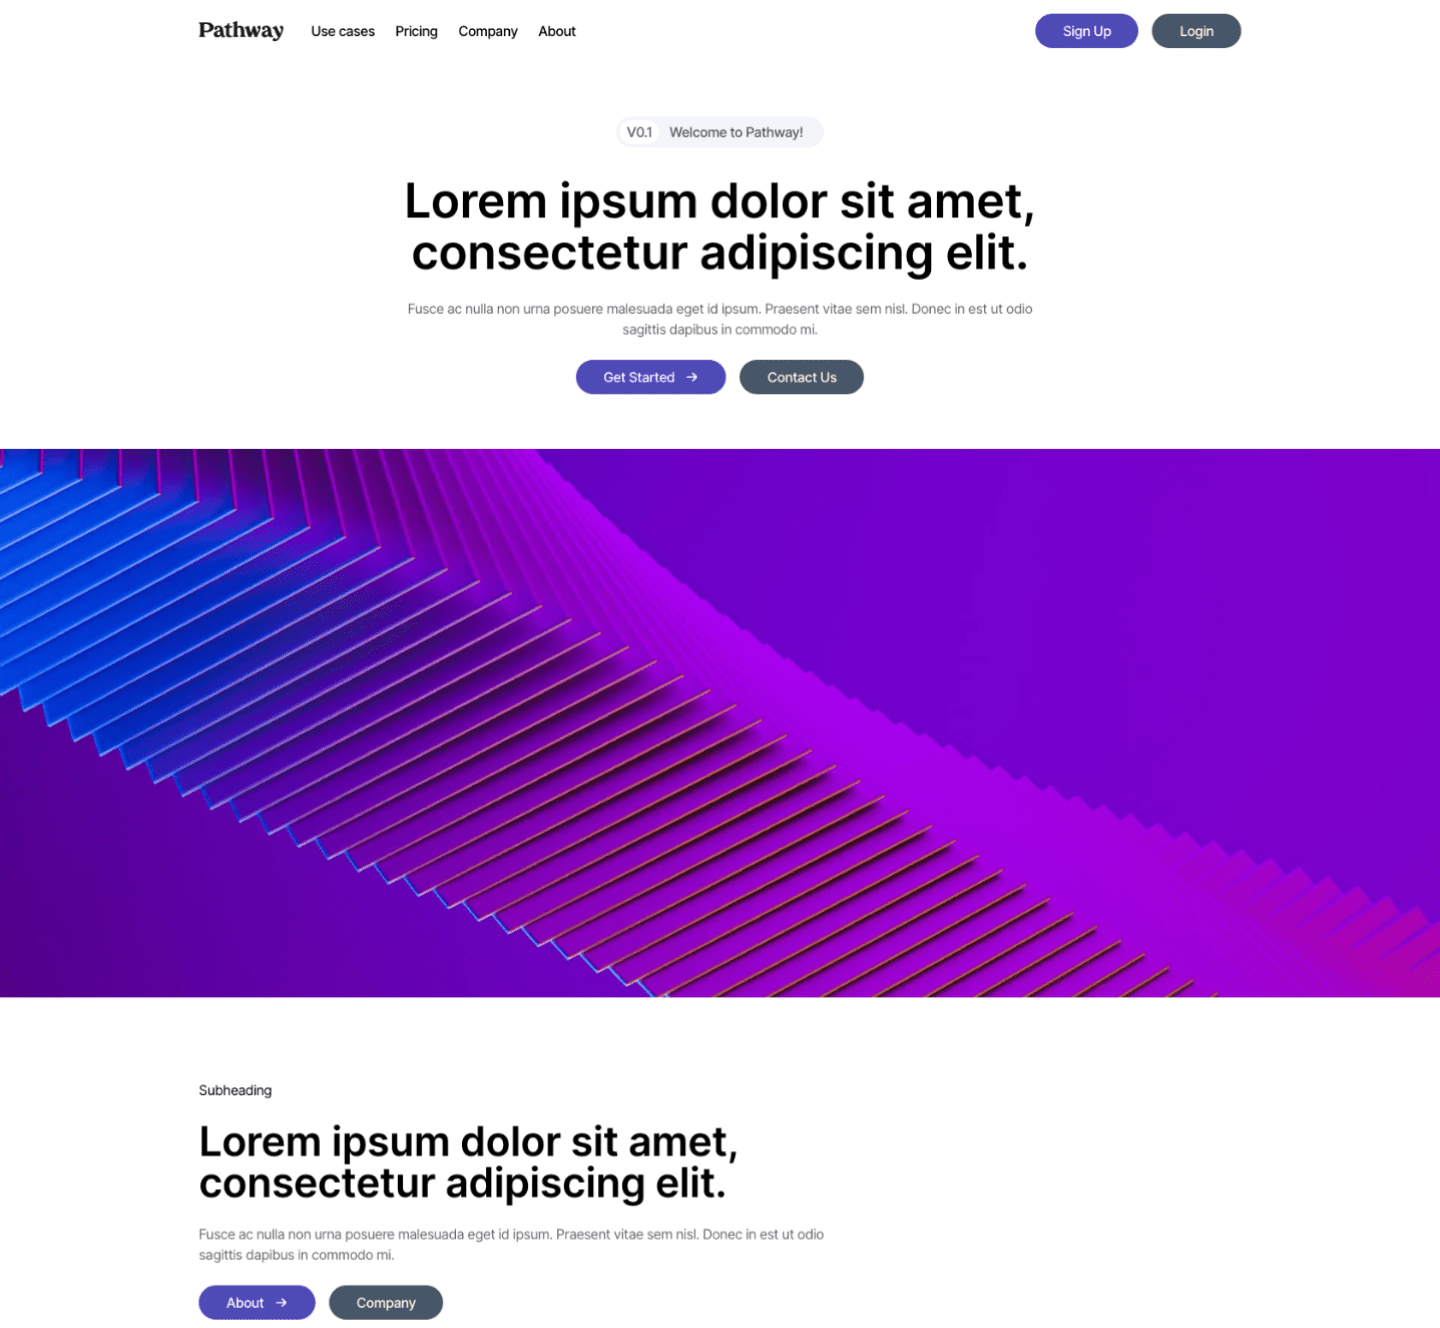 Pathway Use cases Pricing Company About Sign Up Login
V0.1 Welcome to Pathway!
Lorem ipsum dolor sit amet,
consectetur adipiscing elit.
Fusce ac nulla non urna posuere malesuada eget id ipsum. Praesent vitae sem nisl. Donec in est ut odio
sagittis dapibus in commodo mi.
Get Started → Contact Us
Subheading
Lorem ipsum dolor sit amet,
consectetur adipiscing elit.
Fusce ac nulla non urna posuere malesuada eget id ipsum. Praesent vitae sem nisl. Donec in est ut odio
sagittis dapibus in commodo mi.
About → Company